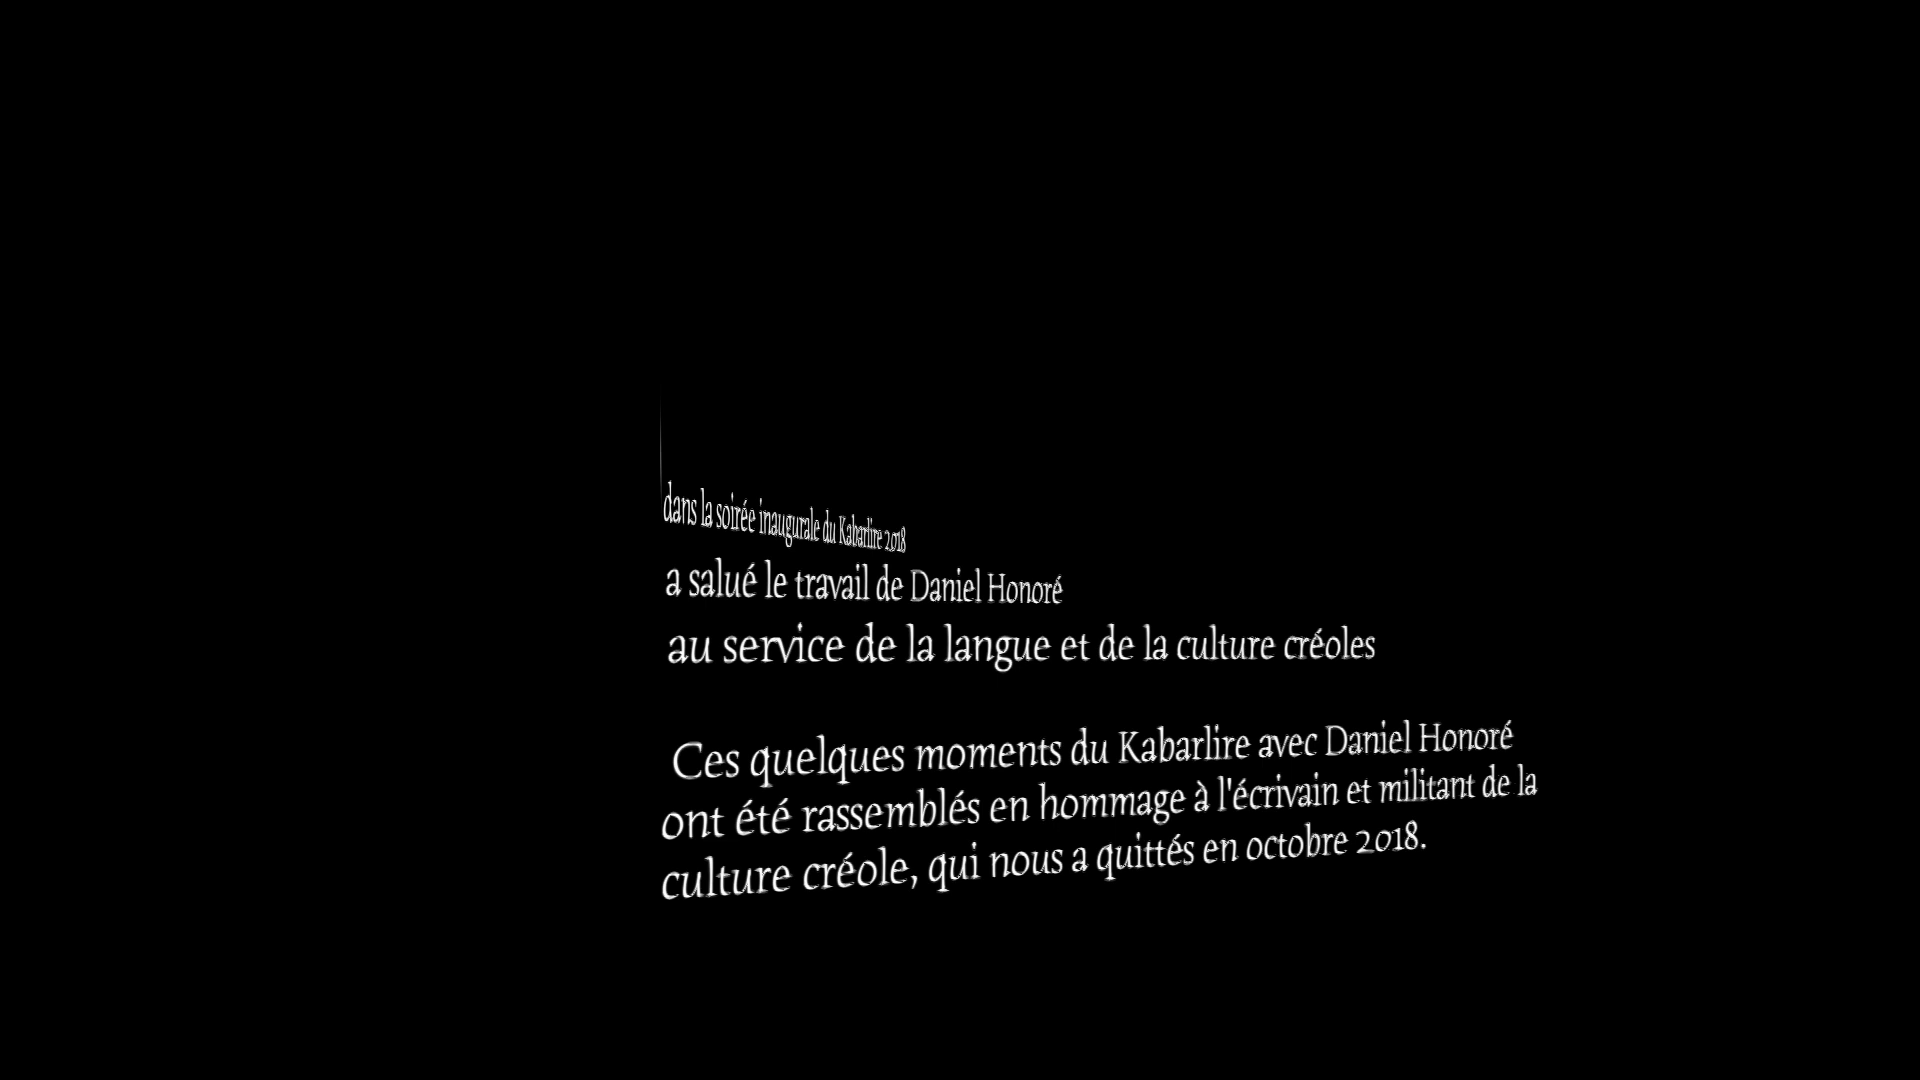 dans la soirée inaugurale du Kabarlire 2018
a salué le travail de Daniel Honoré
au service de la langue et de la culture créoles
Ces quelques moments du Kabarlire avec Daniel Honoré
ont été rassemblés en hommage à l'écrivain et militant de la
culture créole, qui nous a quittés en octobre 2018.